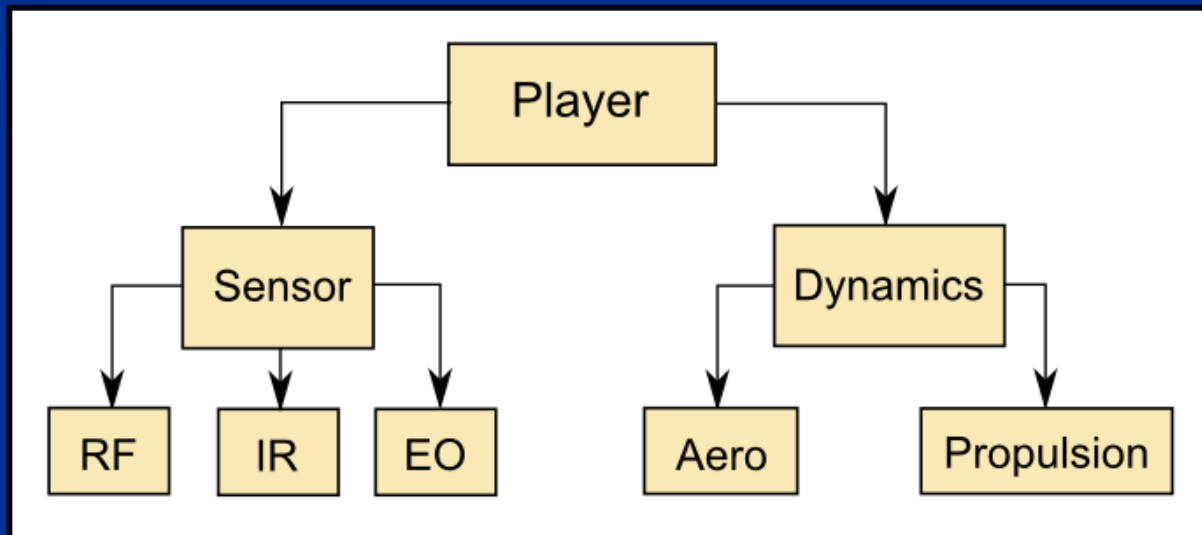 Player
Sensor
Dynamics
RF
IR
EO
Aero
Propulsion